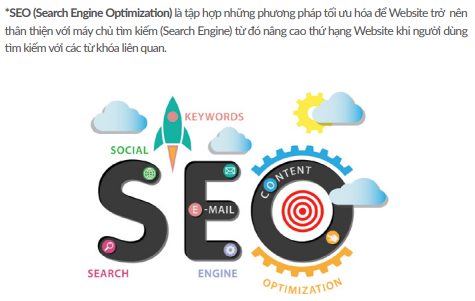 *SEO (Search Engine Optimization) là tập hợp những phương pháp tối ưu hóa để Website trở nên
thân thiện với máy chủ tìm kiếm (Search Engine) từ đó nâng cao thứ hạng Website khi người dùng
tìm kiếm với các từ khóa liên quan.
KEYWORDS
SOCIAL
CONTENT
SEO
E-MAIL
SEARCH
ENGINE
OPTIMIZATION